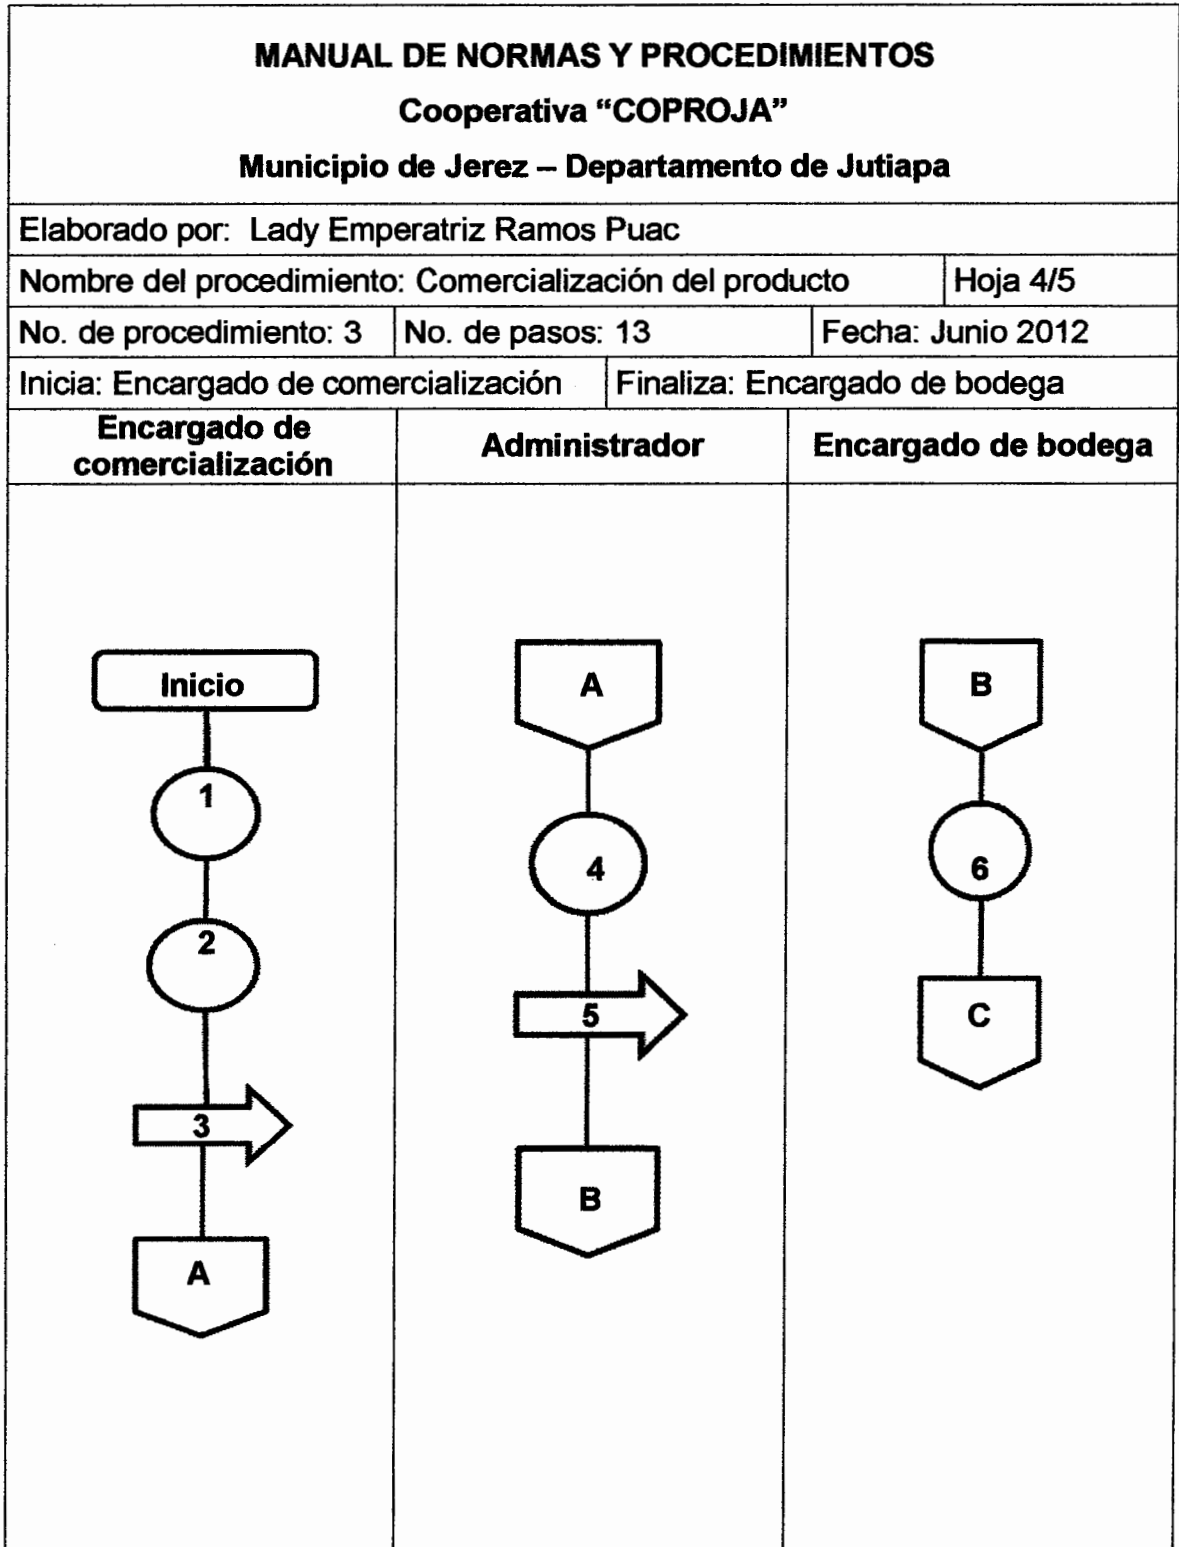 MANUAL DE NORMAS Y PROCEDIMIENTOS
Cooperativa “COPROJA”
Municipio de Jerez – Departamento de Jutiapa
Elaborado por: Lady Emperatriz Ramos Puac
Nombre del procedimiento: Comercialización del producto
Hoja 4/5
No. de procedimiento: 3
No. de pasos: 13
Fecha: Junio 2012
Inicia: Encargado de comercialización
Finaliza: Encargado de bodega
Encargado de
comercialización
Administrador
Encargado de bodega
Inicio
1
2
3
A
A
4
5
B
B
6
C